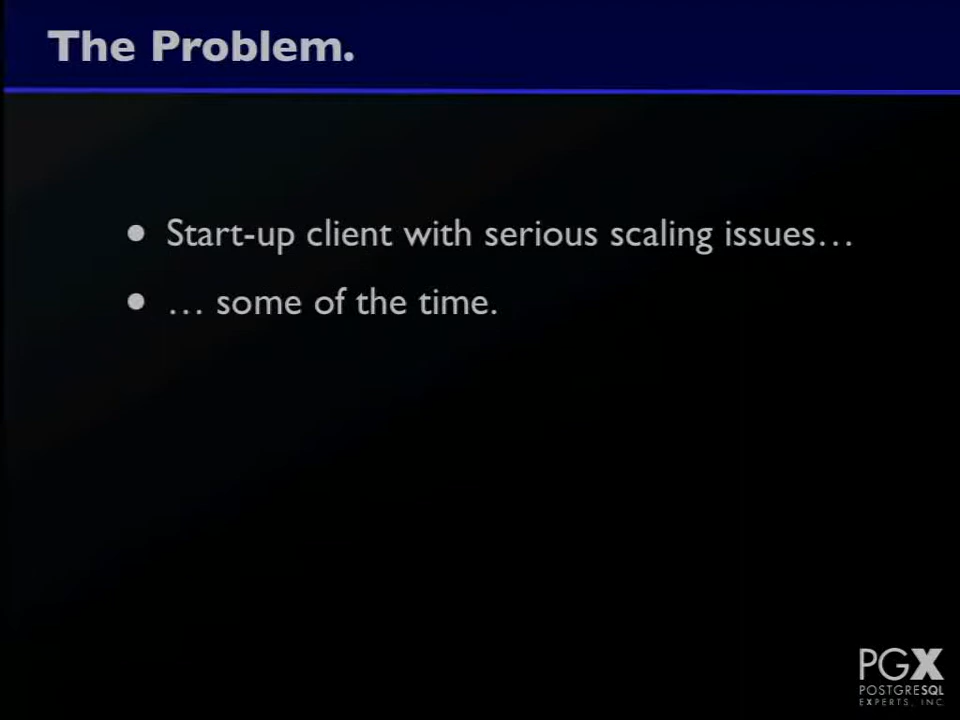 The Problem.
• Start-up client with serious scaling issues…
• … some of the time.
PGX
POSTGRESQL
EXPERTS, INC.